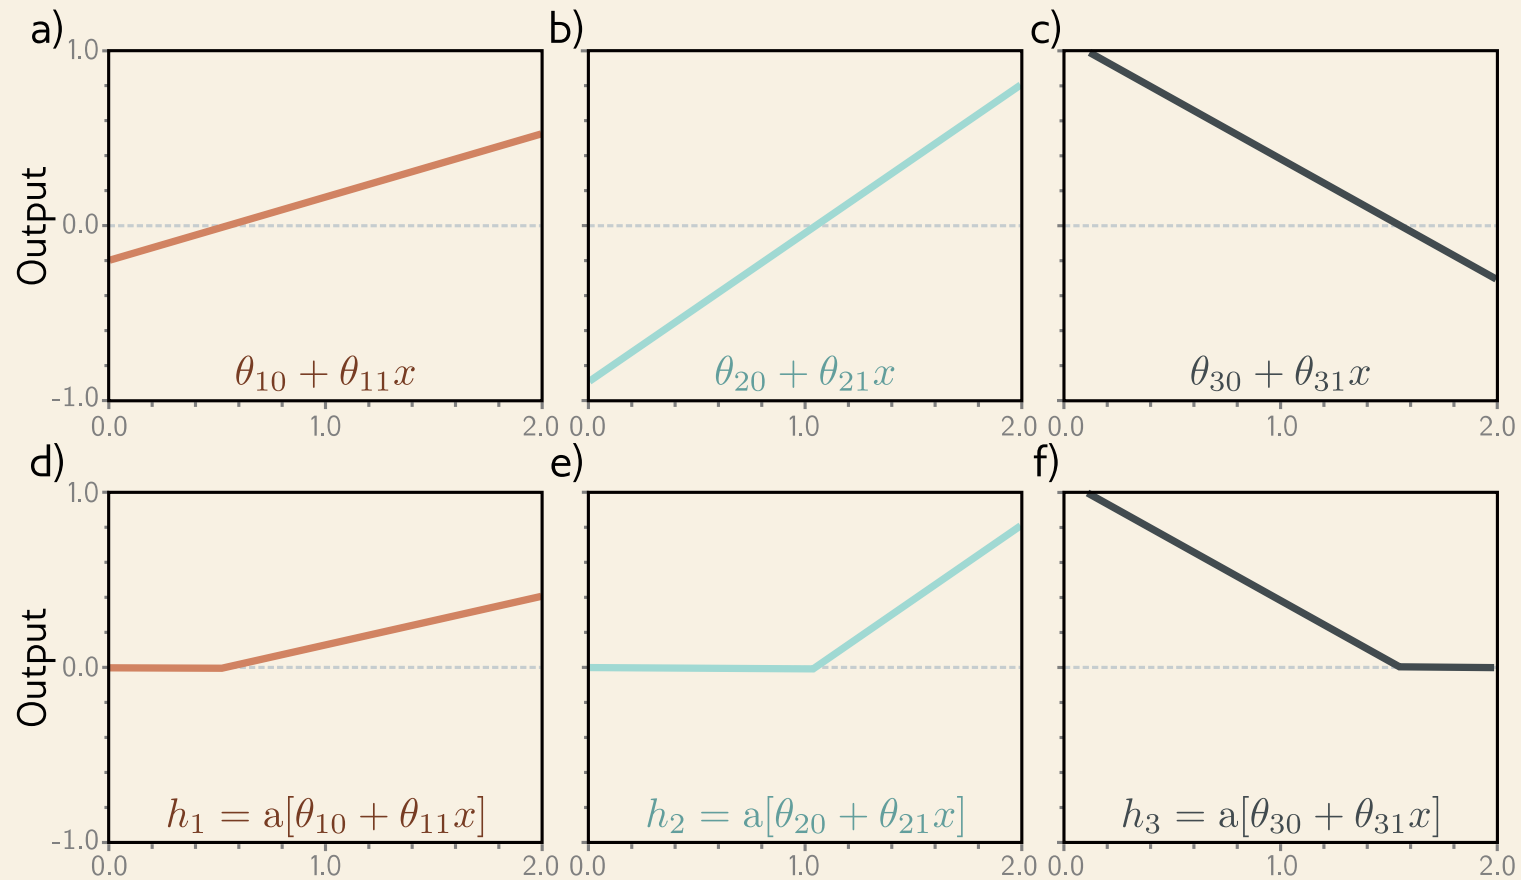 a)
b)
c)
Output
1.0
0.0
-1.0
θ₁₀ + θ₁₁x
θ₂₀ + θ₂₁x
θ₃₀ + θ₃₁x
0.0 1.0 2.0
0.0 1.0 2.0
0.0 1.0 2.0
d)
e)
f)
Output
1.0
0.0
-1.0
h₁ = a[θ₁₀ + θ₁₁x]
h₂ = a[θ₂₀ + θ₂₁x]
h₃ = a[θ₃₀ + θ₃₁x]
0.0 1.0 2.0
0.0 1.0 2.0
0.0 1.0 2.0